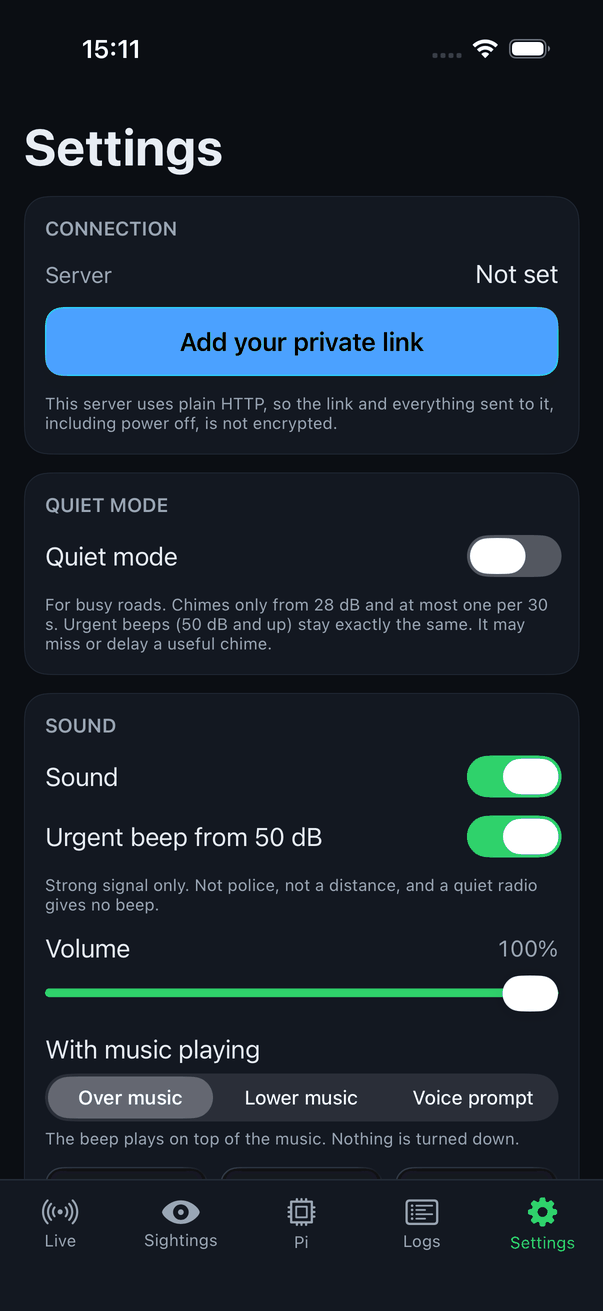 15:11
Settings
CONNECTION
Server
Not set
Add your private link
This server uses plain HTTP, so the link and everything sent to it,
including power off, is not encrypted.
QUIET MODE
Quiet mode
For busy roads. Chimes only from 28 dB and at most one per 30
s. Urgent beeps (50 dB and up) stay exactly the same. It may
miss or delay a useful chime.
SOUND
Sound
Urgent beep from 50 dB
Strong signal only. Not police, not a distance, and a quiet radio
gives no beep.
Volume
100%
With music playing
Over music
Lower music
Voice prompt
The beep plays on top of the music. Nothing is turned down.
Live
Sightings
Pi
Logs
Settings